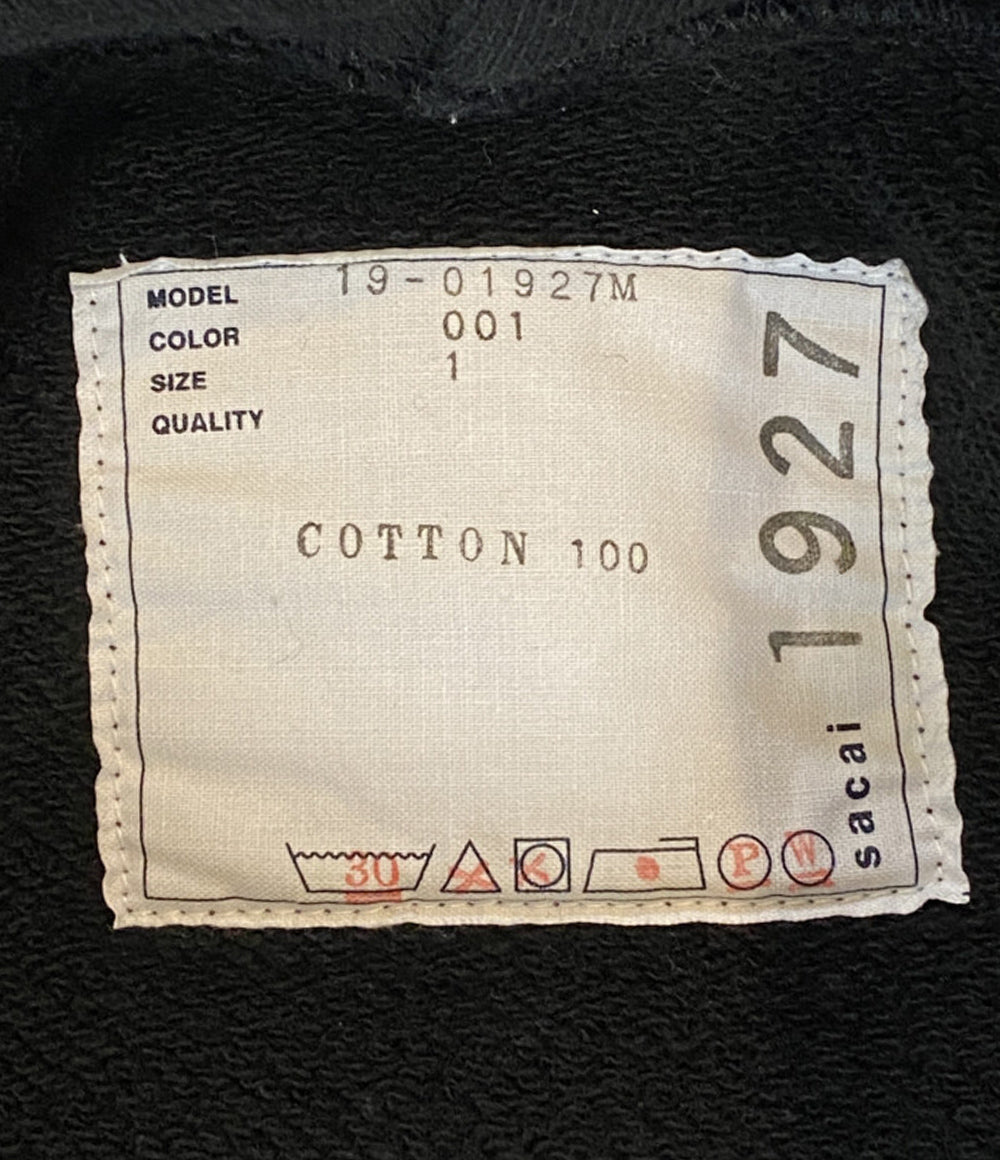 MODEL 19-01927M
COLOR 001
SIZE 1
QUALITY
COTTON 100
30
P
W
sacai 1927